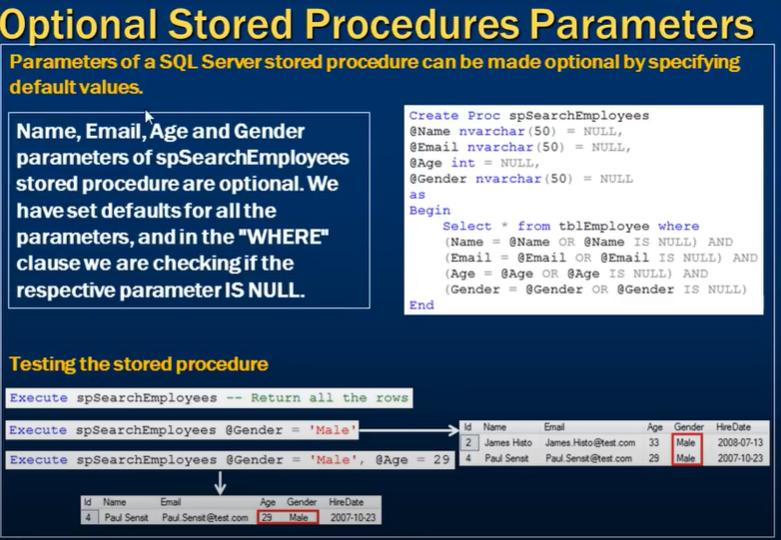 Optional Stored Procedures Parameters
Parameters of a SQL Server stored procedure can be made optional by specifying
default values.
Name, Email, Age and Gender
parameters of spSearchEmployees
stored procedure are optional. We
have set defaults for all the
parameters, and in the "WHERE"
clause we are checking if the
respective parameter IS NULL.
Create Proc spSearchEmployees
@Name nvarchar(50) = NULL,
@Email nvarchar(50) = NULL,
@Age int = NULL,
@Gender nvarchar(50) = NULL
as
Begin
Select * from tblEmployee where
(Name = @Name OR @Name IS NULL) AND
(Email = @Email OR @Email IS NULL) AND
(Age = @Age OR @Age IS NULL) AND
(Gender = @Gender OR @Gender IS NULL)
End
Testing the stored procedure
Execute spSearchEmployees -- Return all the rows
Execute spSearchEmployees @Gender = 'Male'
Execute spSearchEmployees @Gender = 'Male', @Age = 29
Id Name Email Age Gender HireDate
2 James Histo James.Histo@test.com 33 Male 2008-07-13
4 Paul Sensit Paul.Sensit@test.com 29 Male 2007-10-23
Id Name Email Age Gender HireDate
4 Paul Sensit Paul.Sensit@test.com 29 Male 2007-10-23